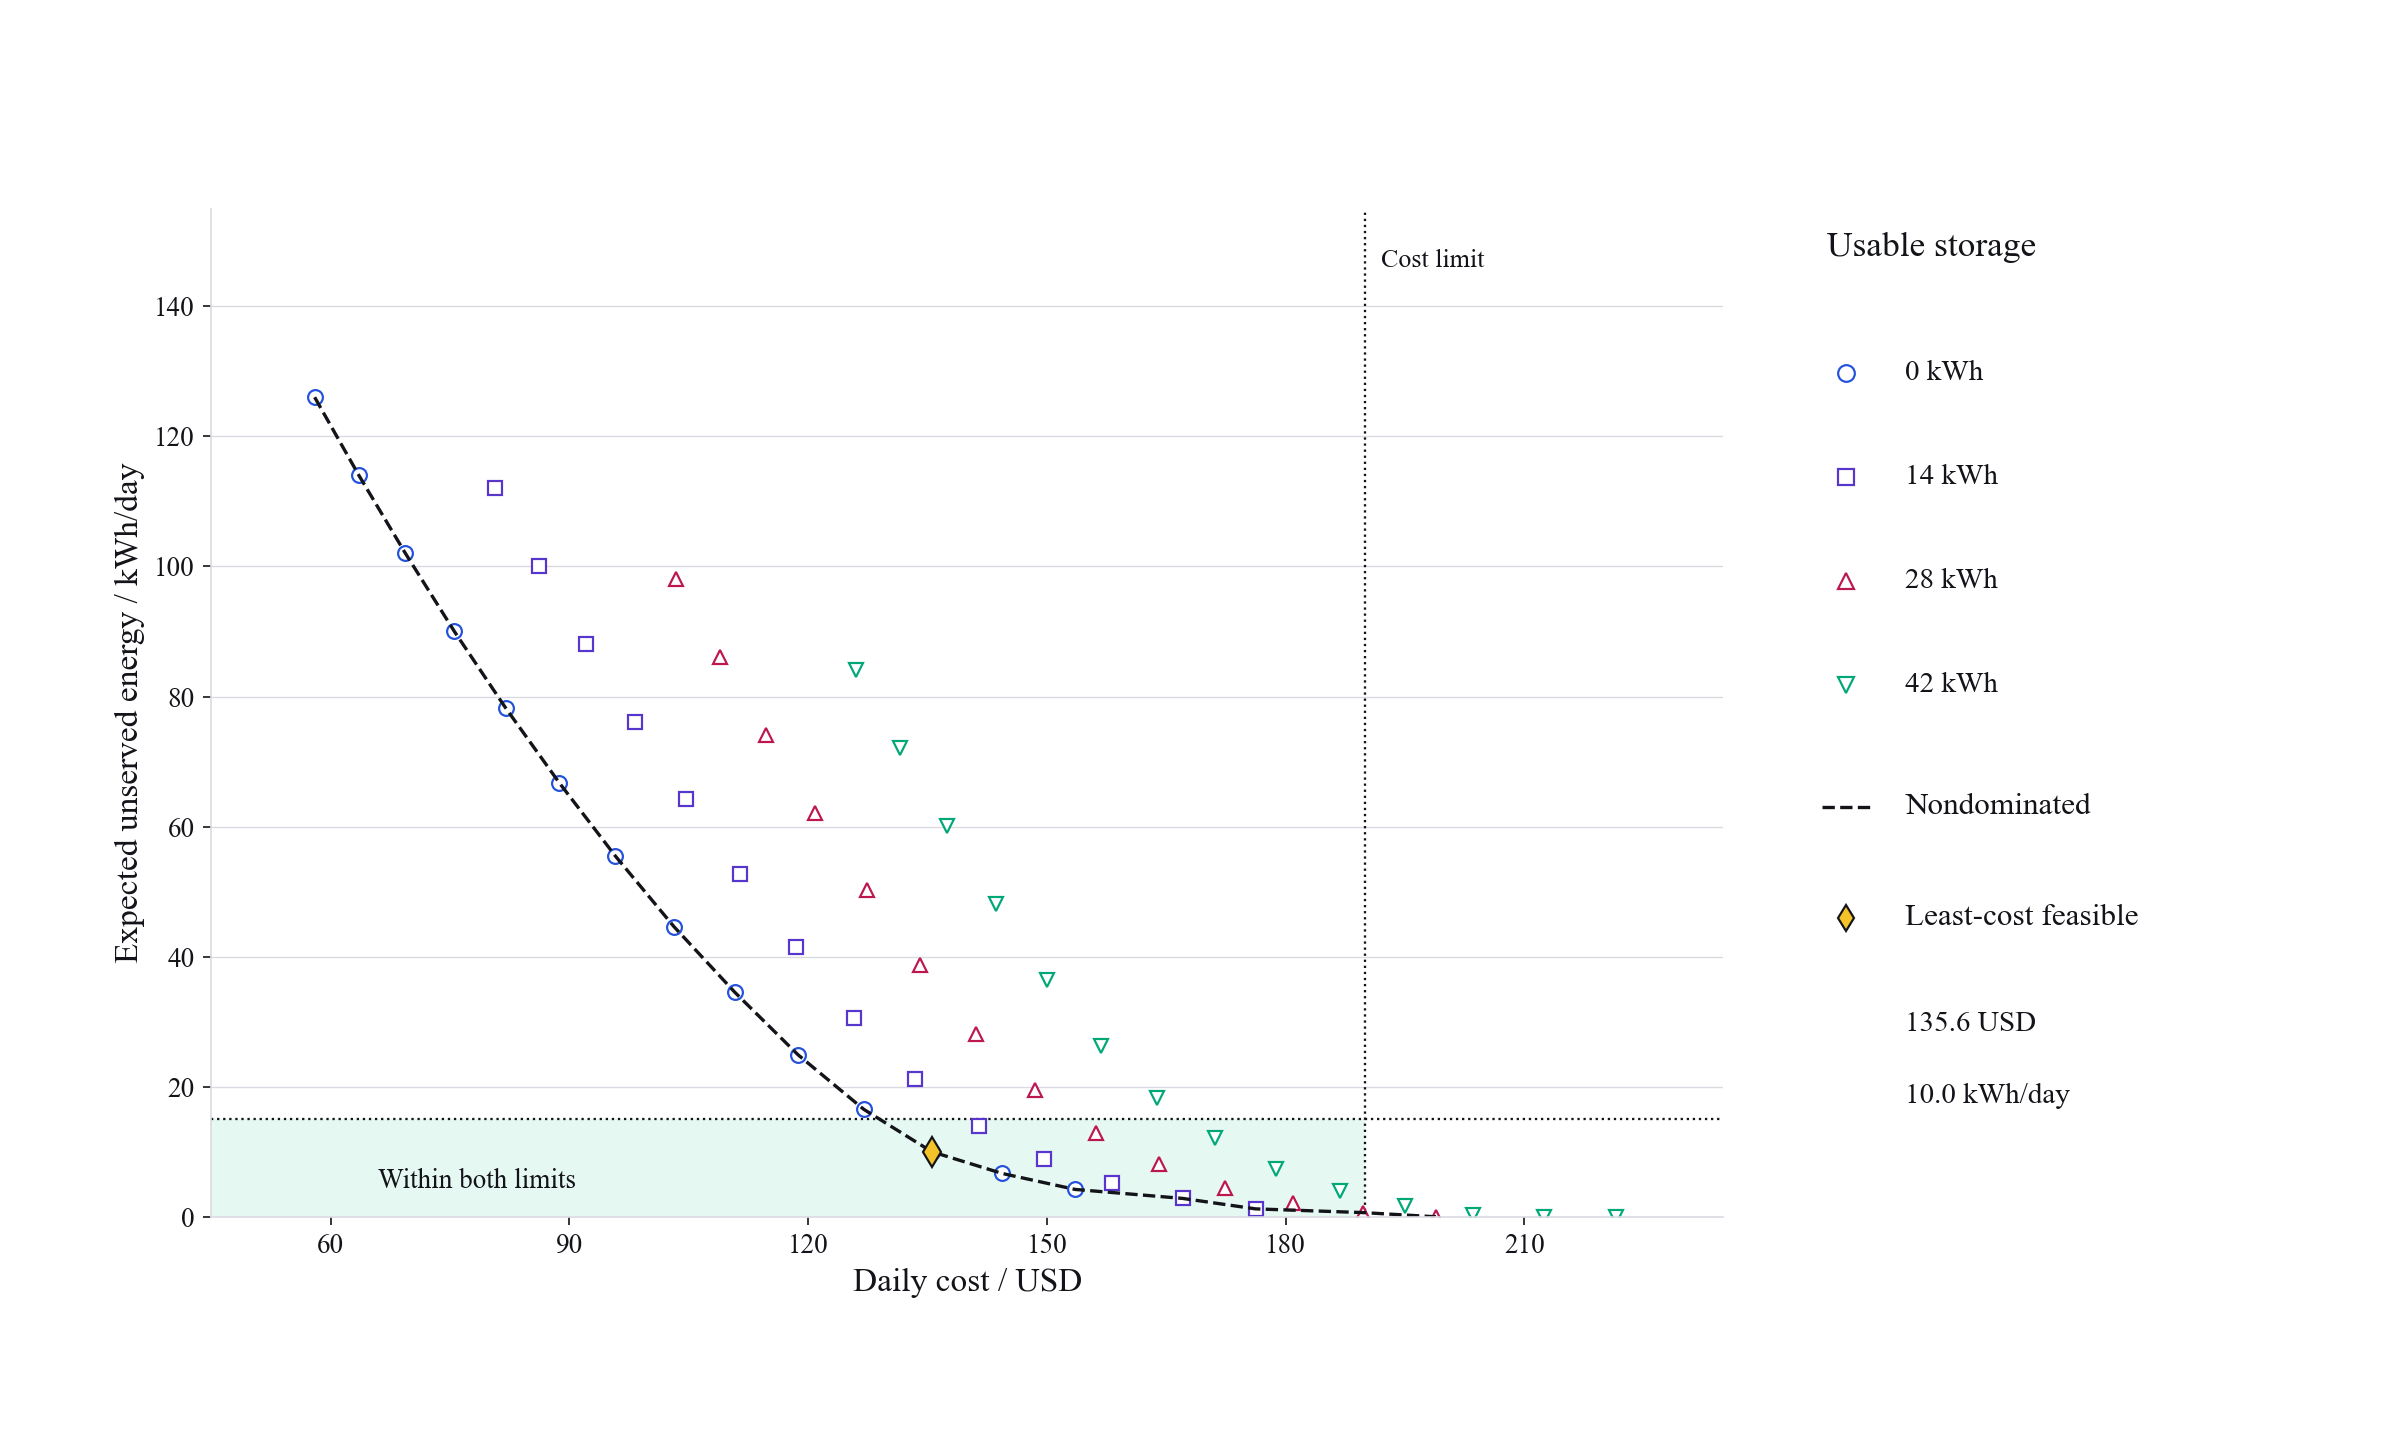 Expected unserved energy / kWh/day
140
120
100
80
60
40
20
0
Cost limit
Within both limits
60
90
120
150
180
210
Daily cost / USD
Usable storage
0 kWh
14 kWh
28 kWh
42 kWh
Nondominated
Least-cost feasible
135.6 USD
10.0 kWh/day